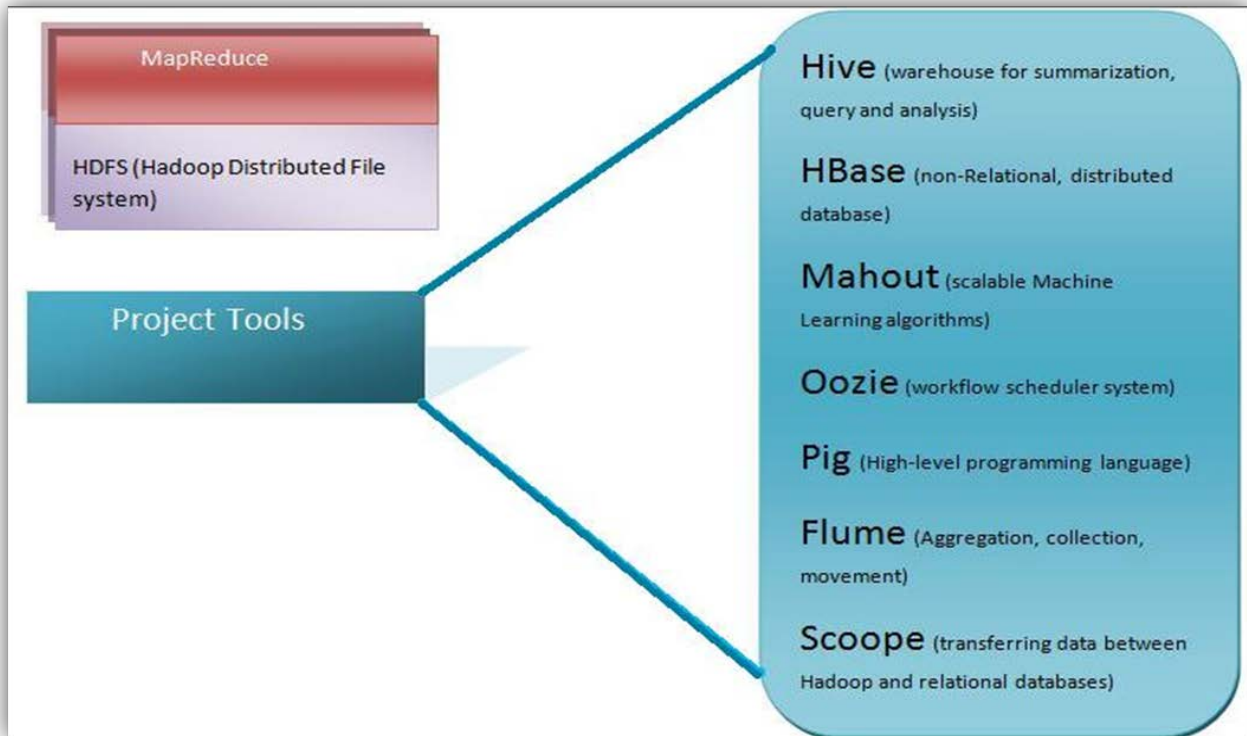 MapReduce
HDFS (Hadoop Distributed File
system)
Project Tools
Hive (warehouse for summarization,
query and analysis)
HBase (non-Relational, distributed
database)
Mahout (scalable Machine
Learning algorithms)
Oozie (workflow scheduler system)
Pig (High-level programming language)
Flume (Aggregation, collection,
movement)
Scoope (transferring data between
Hadoop and relational databases)